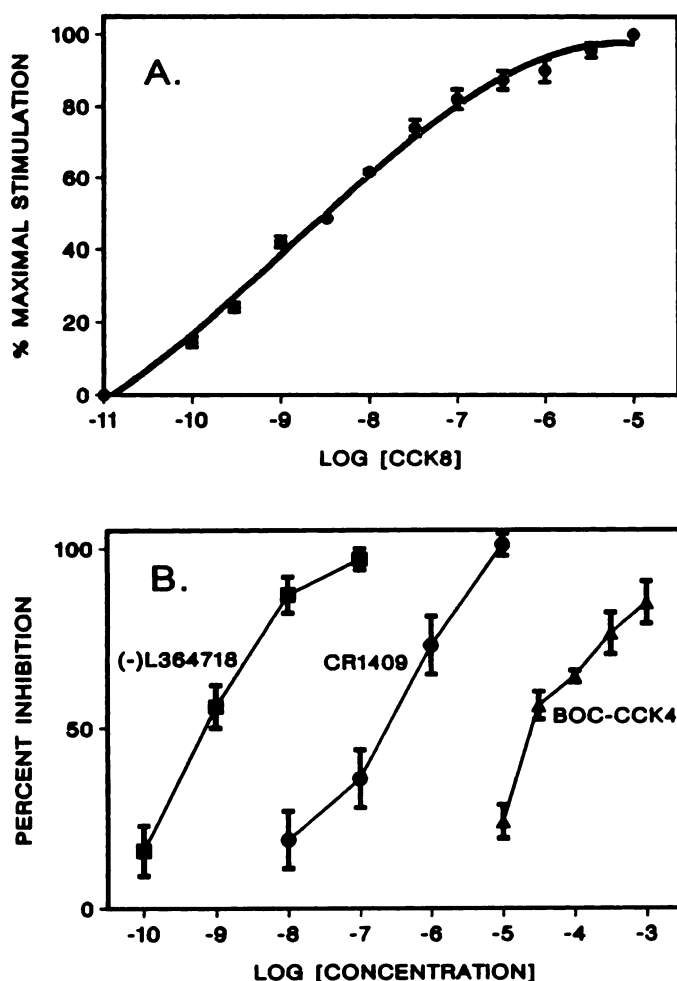 A.
% MAXIMAL STIMULATION
100
80
60
40
20
0
-11 -10 -9 -8 -7 -6 -5
LOG [CCK8]
B.
PERCENT INHIBITION
100
50
0
(-)L364718
CR1409
BOC-CCK4
-10 -9 -8 -7 -6 -5 -4 -3
LOG [CONCENTRATION]